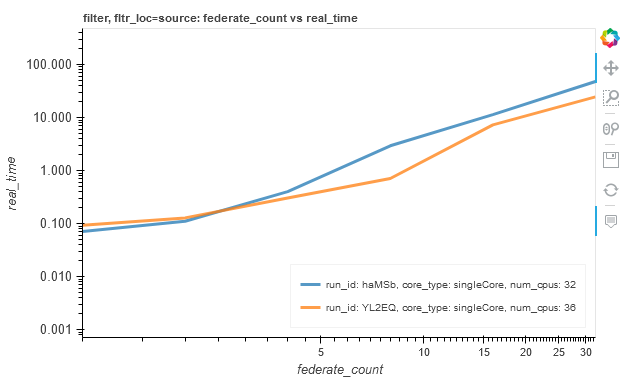 filter, fltr_loc=source: federate_count vs real_time
100.000
10.000
1.000
0.100
0.010
0.001
real_time
run_id: haMSb, core_type: singleCore, num_cpus: 32
run_id: YL2EQ, core_type: singleCore, num_cpus: 36
5 10 15 20 25 30
federate_count